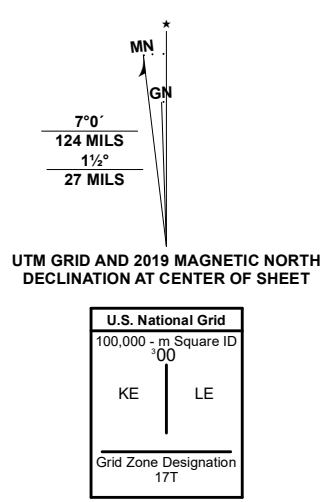 ★
MN
GN
7°0´
124 MILS
1½°
27 MILS
UTM GRID AND 2019 MAGNETIC NORTH
DECLINATION AT CENTER OF SHEET
U.S. National Grid
100,000 - m Square ID
³00
KE LE
Grid Zone Designation
17T